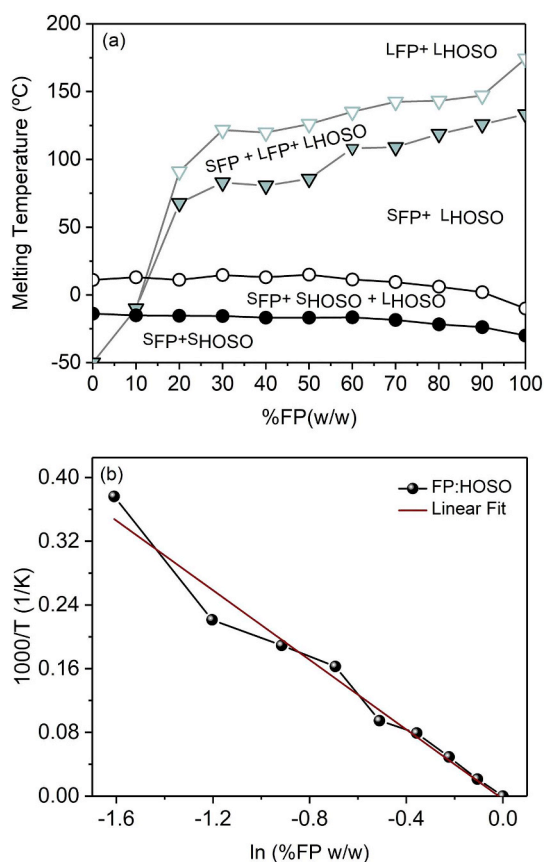 (a)
Melting Temperature (ºC)
200
150
100
50
0
-50
LFP+ LHOSO
SFP + LFP+ LHOSO
SFP+ LHOSO
SFP+ SHOSO + LHOSO
SFP+SHOSO
0 10 20 30 40 50 60 70 80 90 100
%FP(w/w)
(b)
FP:HOSO
Linear Fit
1000/T (1/K)
0.40
0.32
0.24
0.16
0.08
0.00
-1.6 -1.2 -0.8 -0.4 0.0
ln (%FP w/w)